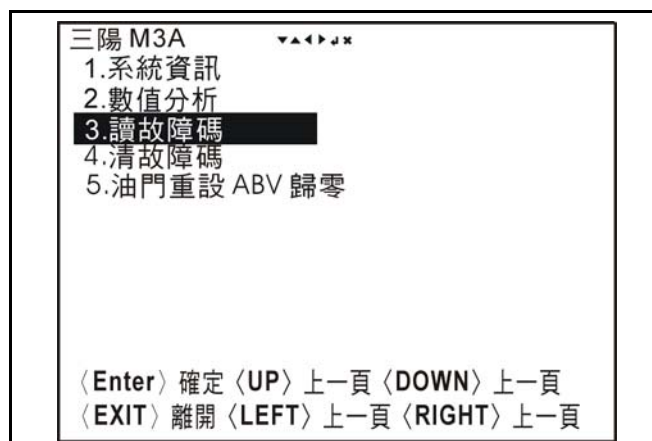 三陽 M3A ▼▲◀▶↲✖
1.系統資訊
2.數值分析
3.讀故障碼
4.清故障碼
5.油門重設 ABV 歸零
〈Enter〉確定〈UP〉上一頁〈DOWN〉上一頁
〈EXIT〉離開〈LEFT〉上一頁〈RIGHT〉上一頁